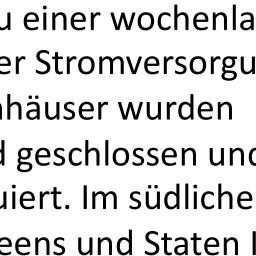 u einer wochenla
er Stromversorgu
nhäuser wurden
d geschlossen und
uiert. Im südliche
eens und Staten I